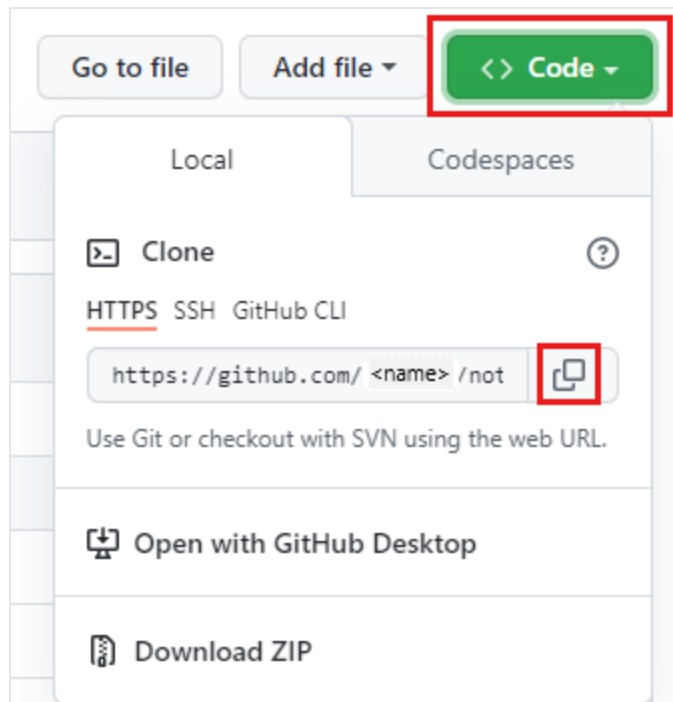 Go to file Add file <> Code
Local Codespaces
Clone
HTTPS SSH GitHub CLI
https://github.com/ <name> /not
Use Git or checkout with SVN using the web URL.
Open with GitHub Desktop
Download ZIP